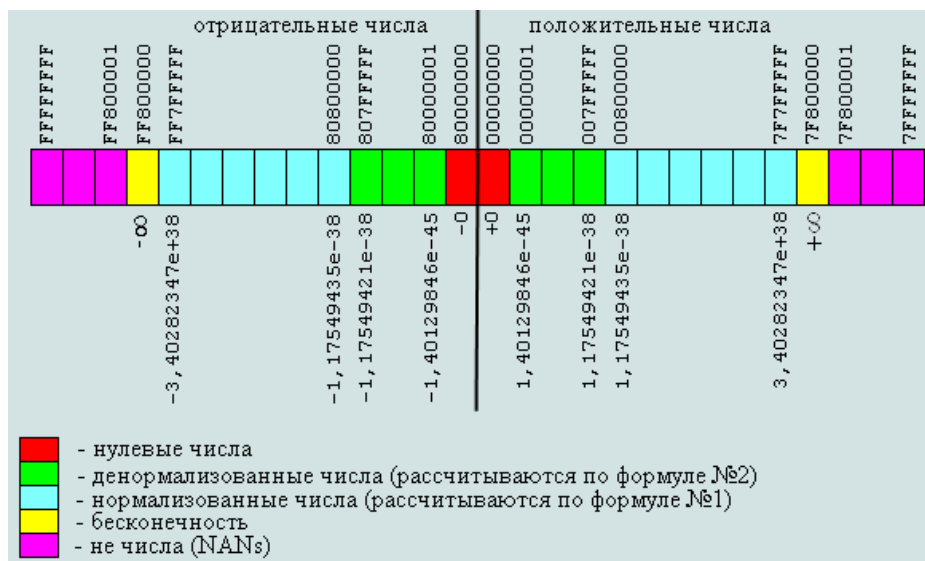 отрицательные числа
положительные числа
FFFFFFFF
FF800001
FF800000
FF7FFFFF
80800000
807FFFFF
80000001
80000000
00000000
00000001
007FFFFF
00800000
7F7FFFFF
7F800000
7F800001
7FFFFFFF
-∞
-3,40282347e+38
-1,17549435e-38
-1,17549421e-38
-1,40129846e-45
-0
+0
1,40129846e-45
1,17549421e-38
1,17549435e-38
3,40282347e+38
+∞
- нулевые числа
- денормализованные числа (рассчитываются по формуле №2)
- нормализованные числа (рассчитываются по формуле №1)
- бесконечность
- не числа (NANs)